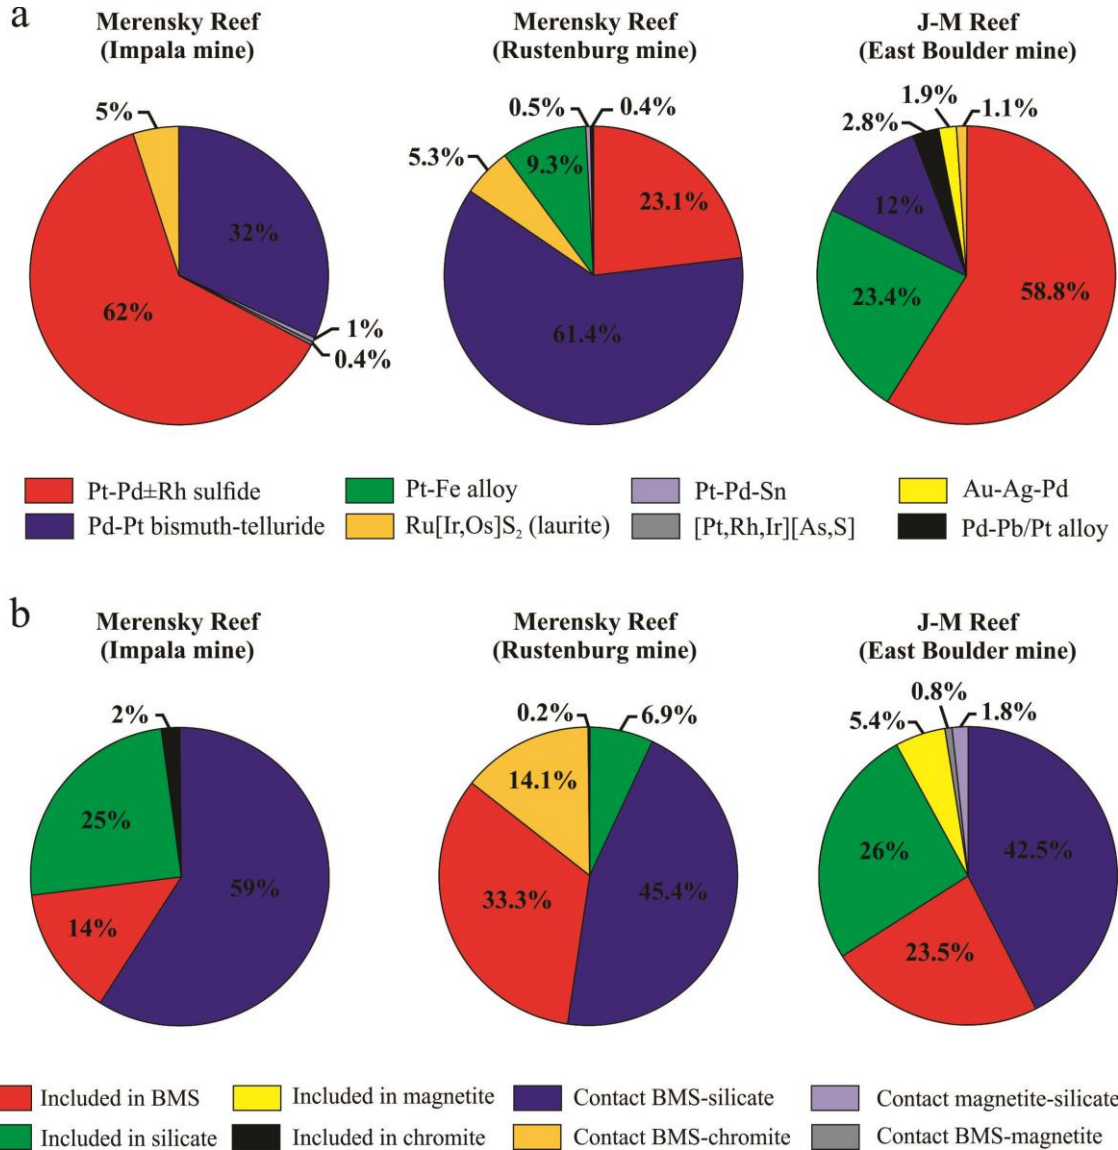 a
Merensky Reef
(Impala mine)
Merensky Reef
(Rustenburg mine)
J-M Reef
(East Boulder mine)
5%
32%
62%
1%
0.4%
0.5%
0.4%
5.3%
9.3%
23.1%
61.4%
1.9%
1.1%
2.8%
12%
23.4%
58.8%
Pt-Pd±Rh sulfide
Pt-Fe alloy
Pt-Pd-Sn
Au-Ag-Pd
Pd-Pt bismuth-telluride
Ru[Ir,Os]S₂ (laurite)
[Pt,Rh,Ir][As,S]
Pd-Pb/Pt alloy
b
Merensky Reef
(Impala mine)
Merensky Reef
(Rustenburg mine)
J-M Reef
(East Boulder mine)
2%
25%
59%
14%
0.2%
6.9%
14.1%
33.3%
45.4%
0.8%
5.4%
1.8%
26%
42.5%
23.5%
Included in BMS
Included in magnetite
Contact BMS-silicate
Contact magnetite-silicate
Included in silicate
Included in chromite
Contact BMS-chromite
Contact BMS-magnetite